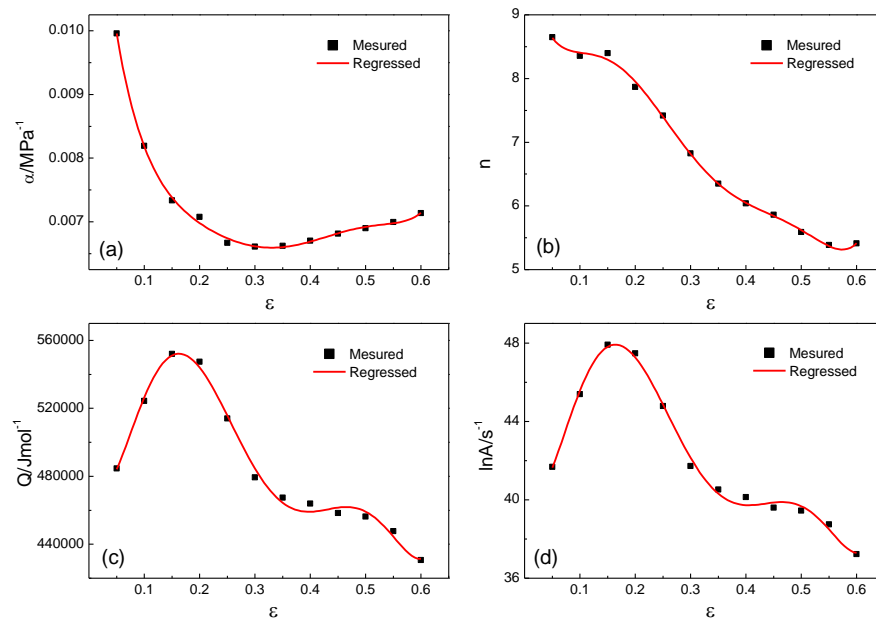 0.010
0.009
0.008
0.007
α/MPa⁻¹
Mesured
Regressed
(a)
0.1 0.2 0.3 0.4 0.5 0.6
ε
9
8
7
6
5
n
Mesured
Regressed
(b)
0.1 0.2 0.3 0.4 0.5 0.6
ε
560000
520000
480000
440000
Q/Jmol⁻¹
Mesured
Regressed
(c)
0.1 0.2 0.3 0.4 0.5 0.6
ε
48
44
40
36
lnA/s⁻¹
Mesured
Regressed
(d)
0.1 0.2 0.3 0.4 0.5 0.6
ε